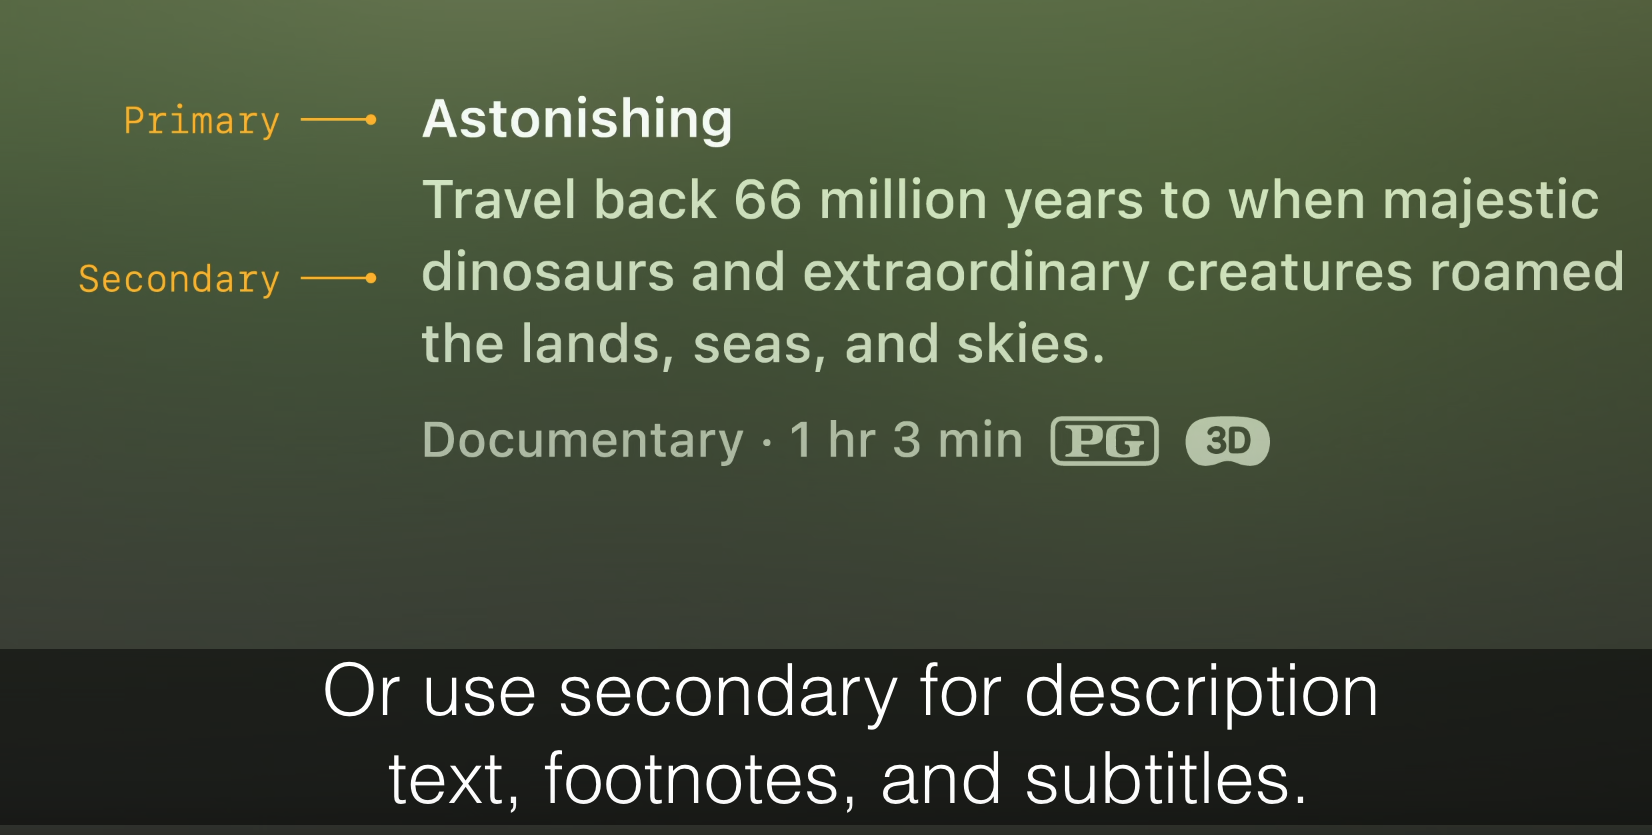 Primary
Astonishing
Travel back 66 million years to when majestic
Secondary
dinosaurs and extraordinary creatures roamed
the lands, seas, and skies.
Documentary · 1 hr 3 min PG 3D
Or use secondary for description
text, footnotes, and subtitles.